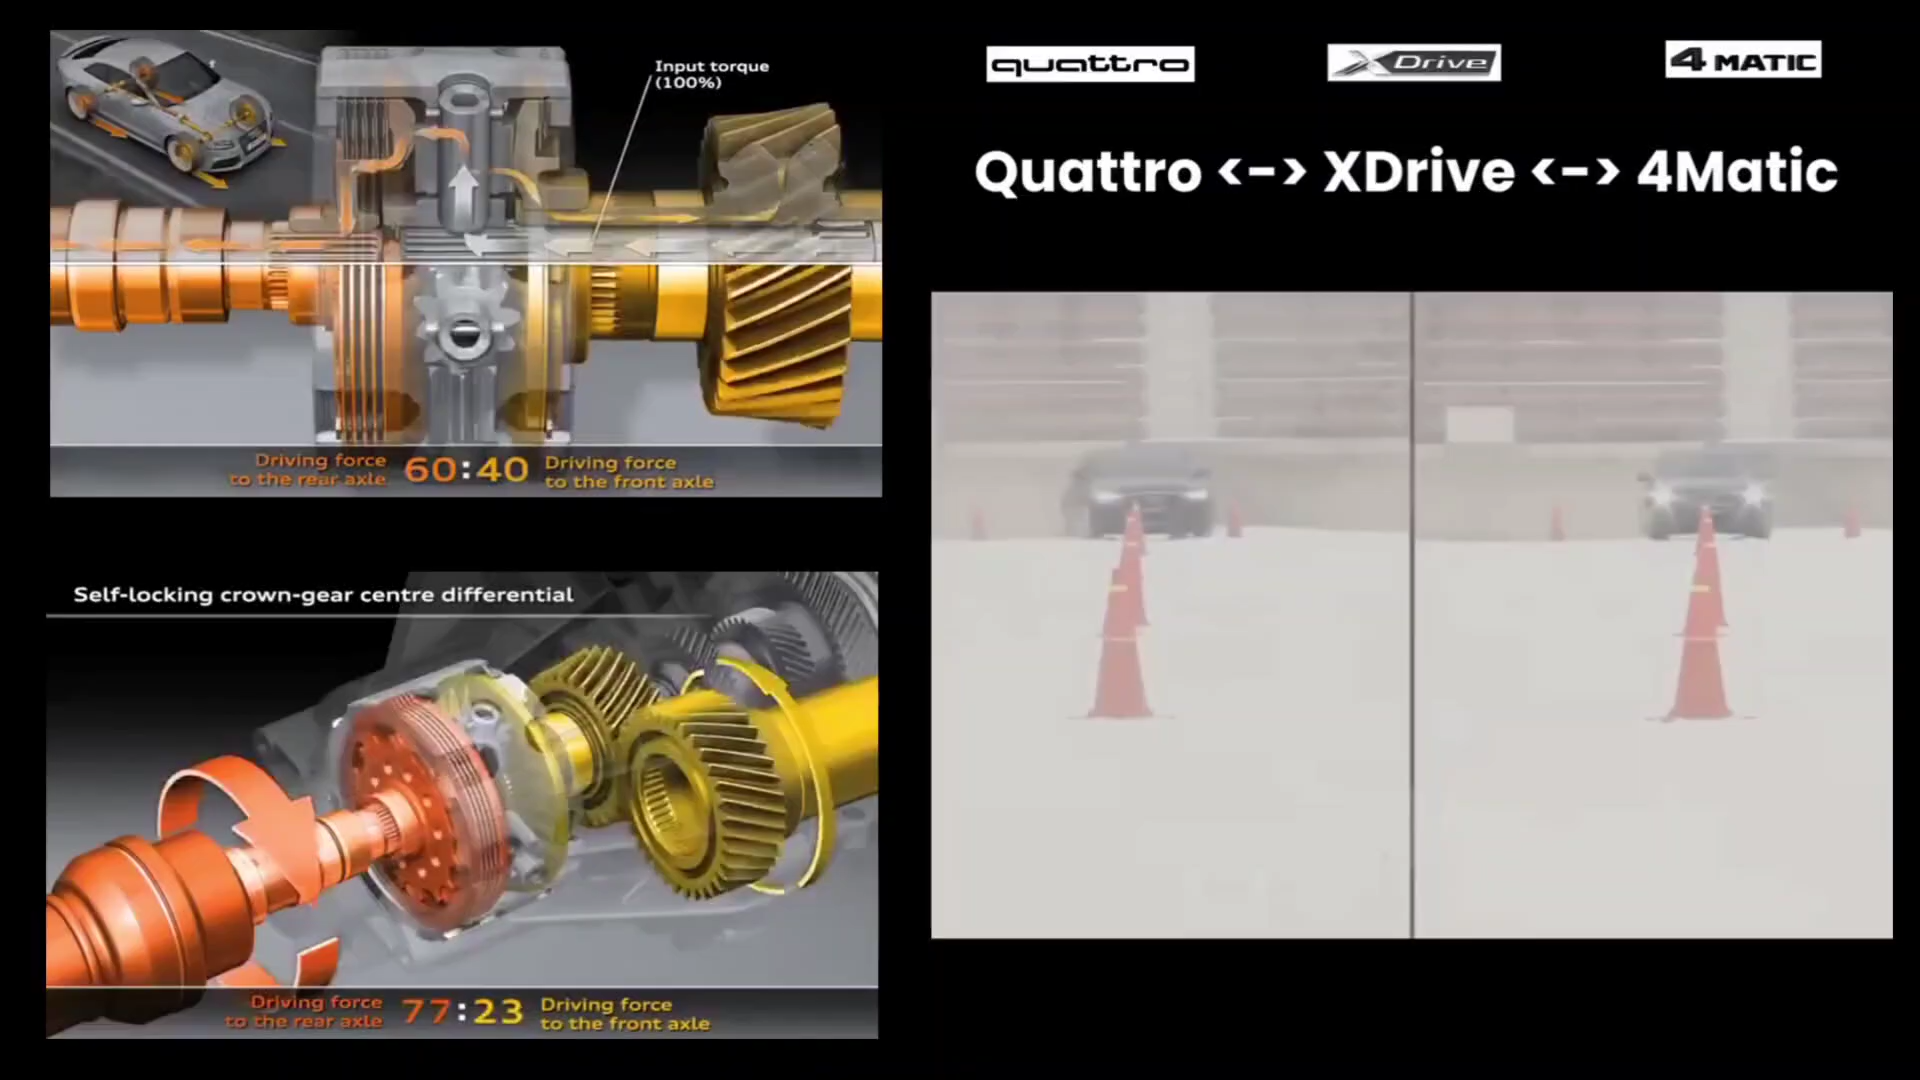 Input torque
(100%)
Driving force
to the rear axle
60:40
Driving force
to the front axle
Self-locking crown-gear centre differential
Driving force
to the rear axle
77:23
Driving force
to the front axle
quattro
XDrive
4MATIC
Quattro <-> XDrive <-> 4Matic